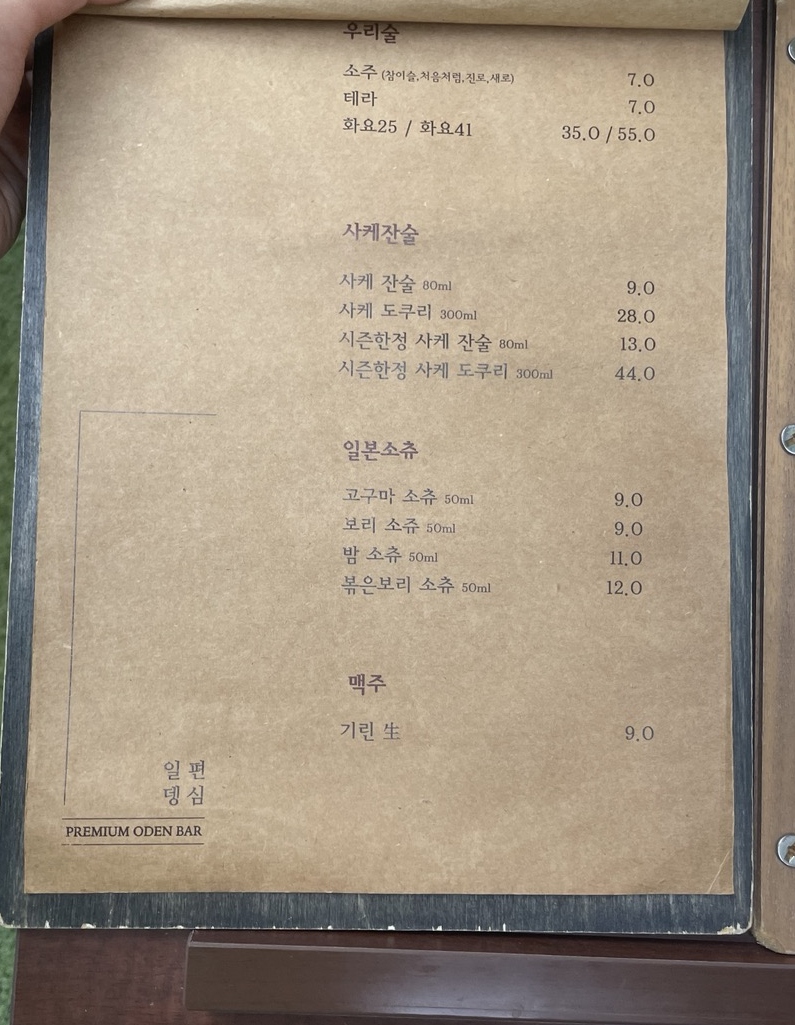 우리술
소주 (참이슬,처음처럼,진로,새로) 7.0
테라 7.0
화요25 / 화요41 35.0 / 55.0
사케잔술
사케 잔술 80ml 9.0
사케 도쿠리 300ml 28.0
시즌한정 사케 잔술 80ml 13.0
시즌한정 사케 도쿠리 300ml 44.0
일본소츄
고구마 소츄 50ml 9.0
보리 소쥬 50ml 9.0
밤 소츄 50ml 11.0
볶은보리 소츄 50ml 12.0
맥주
기린 生 9.0
일편
뎅심
PREMIUM ODEN BAR